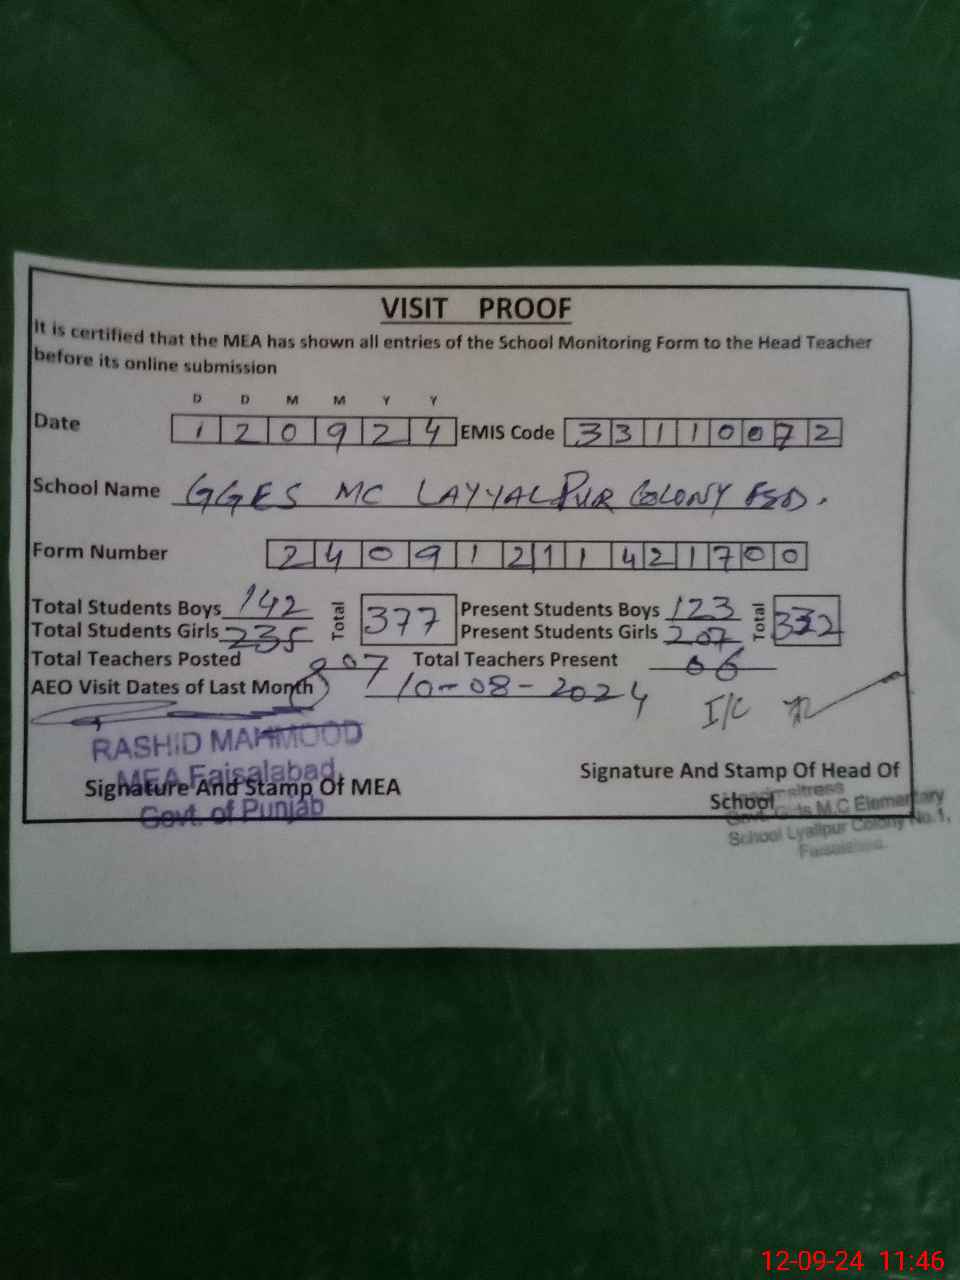 VISIT PROOF
It is certified that the MEA has shown all entries of the School Monitoring Form to the Head Teacher
before its online submission
D D M M Y Y
Date 1 2 0 9 2 4 EMIS Code 3 3 1 1 0 0 7 2
School Name GGES MC LAYYALPUR COLONY FSD.
Form Number 2 4 0 9 1 2 1 1 4 2 1 7 0 0
Total Students Boys 142 Total 377 Present Students Boys 123 Total
Total Students Girls 235 Present Students Girls 207
Total Teachers Posted 07 Total Teachers Present 06
AEO Visit Dates of Last Month 10-08-2024
I/C
RASHID MAHMOOD
MEA Faisalabad
Govt. of Punjab
Signature And Stamp Of MEA
Signature And Stamp Of Head Of
School
Govt. Girls M.C Elementary
School Lyallpur Colony No.1,
Faisalabad.
12-09-24 11:46